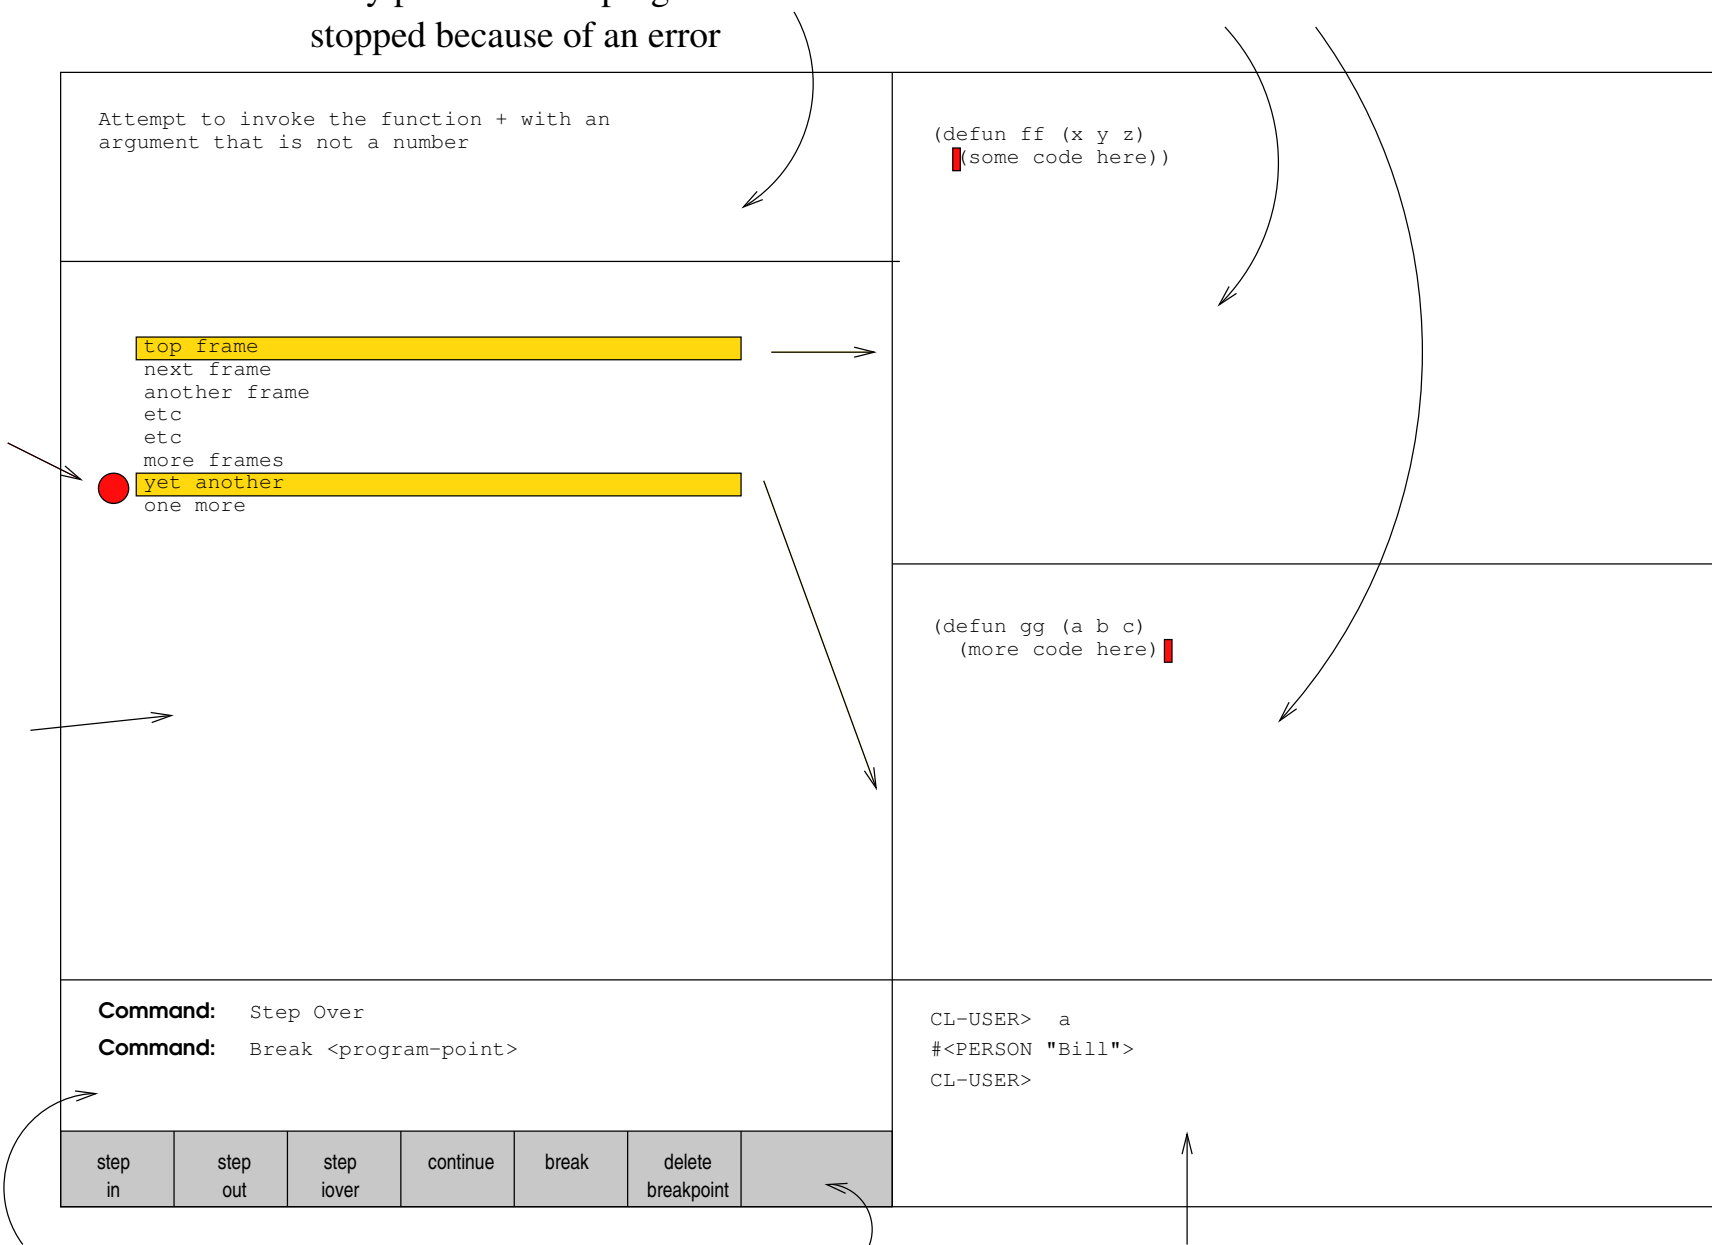 stopped because of an error
Attempt to invoke the function + with an
argument that is not a number
top frame
next frame
another frame
etc
etc
more frames
yet another
one more
Command: Step Over
Command: Break <program-point>
step
in
step
out
step
iover
continue
break
delete
breakpoint
(defun ff (x y z)
(some code here))
(defun gg (a b c)
(more code here)
CL-USER> a
#<PERSON "Bill">
CL-USER>